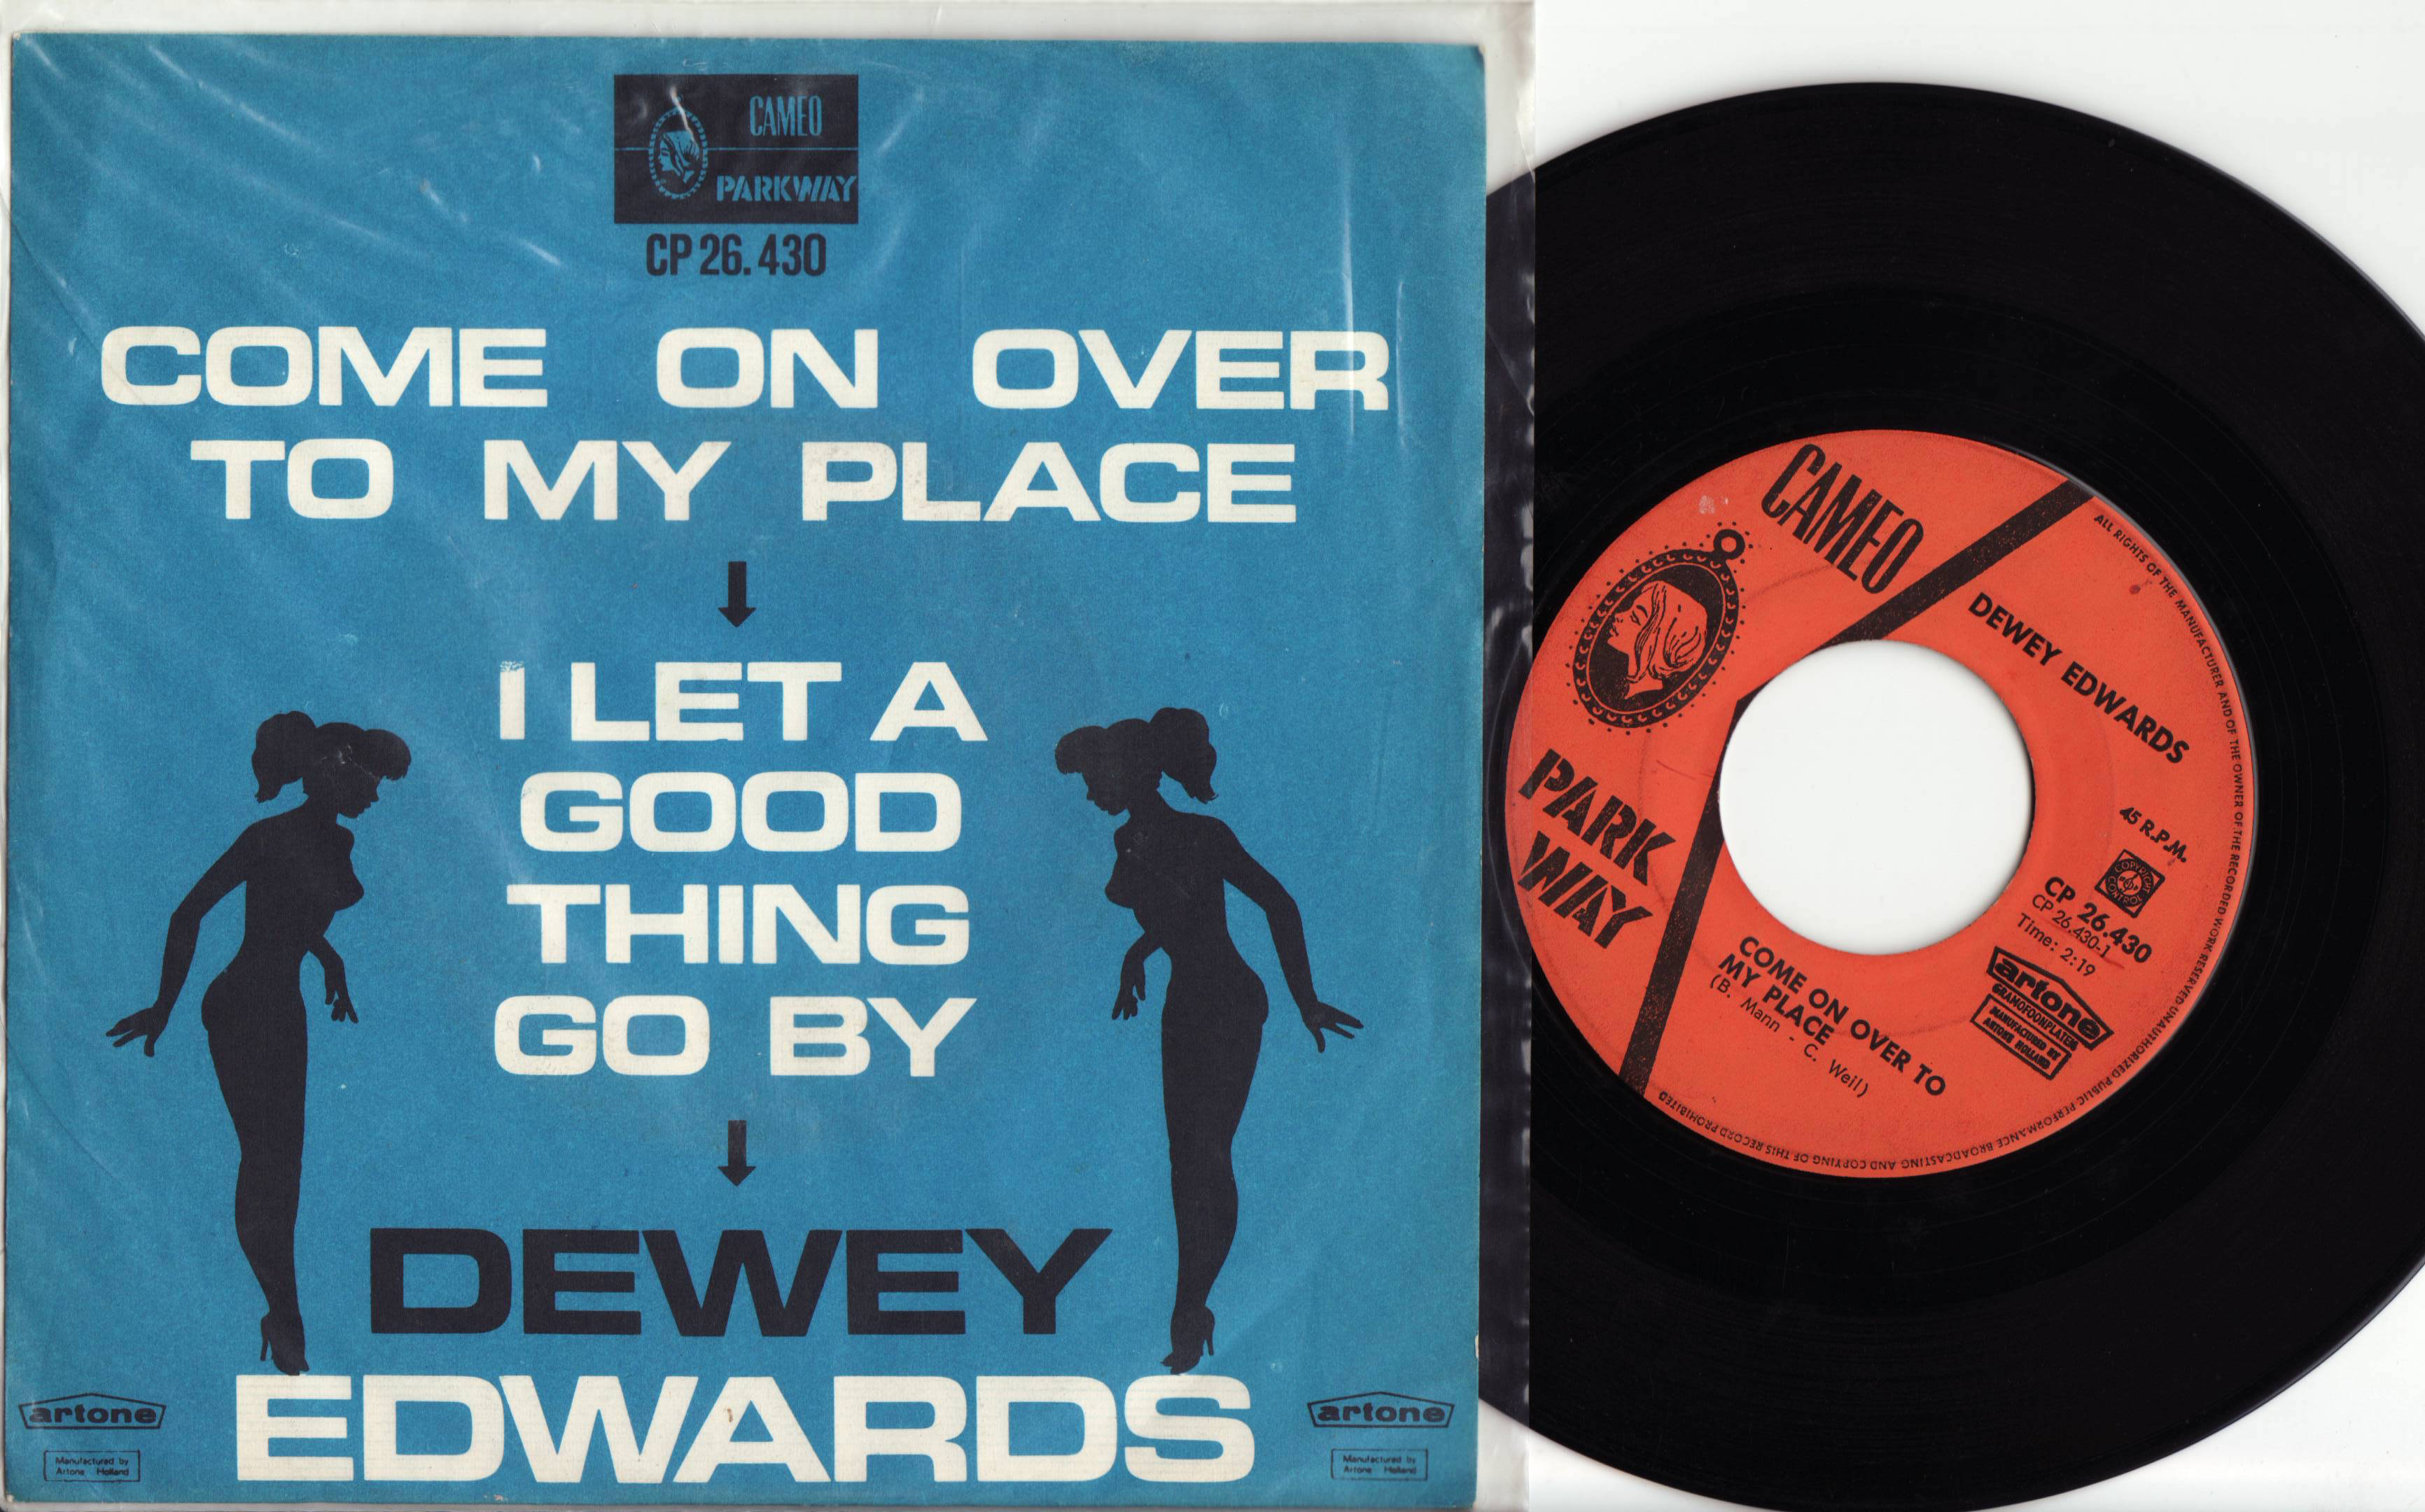 CAMEO
PARKWAY
CP 26.430
COME ON OVER
TO MY PLACE
I LET A
GOOD
THING
GO BY
DEWEY
EDWARDS
artone
Manufactured by
Artone Holland
artone
Manufactured by
Artone Holland
CAMEO
PARK
WAY
DEWEY EDWARDS
45 R.P.M.
COPYRIGHT
CONTROL
CP 26.430
CP 26.430-1
Time: 2:19
artone
GRAMOFOONPLATEN
MANUFACTURED BY
ARTONE HOLLAND
COME ON OVER TO
MY PLACE
(B. Mann - C. Weil)
ALL RIGHTS OF THE MANUFACTURER AND OF THE OWNER OF THE RECORDED WORK RESERVED UNAUTHORIZED PUBLIC PERFORMANCE BROADCASTING AND COPYING OF THIS RECORD PROHIBITED